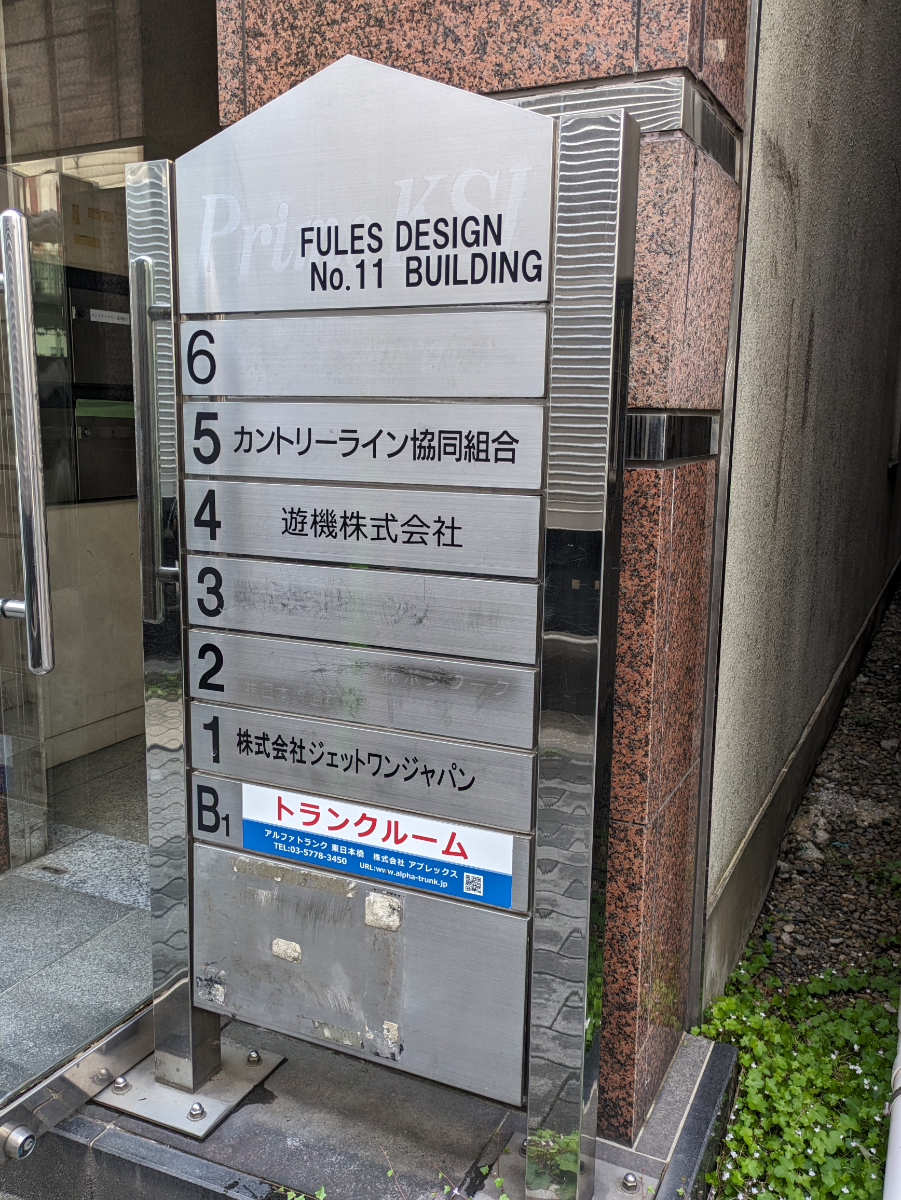 Prime KSI
FULES DESIGN
No.11 BUILDING
6
5 カントリーライン協同組合
4 遊機株式会社
3
2
1 株式会社ジェットワンジャパン
B1 トランクルーム
アルファトランク 東日本橋 株式会社 アプレックス
TEL:03-5778-3450 URL:www.alpha-trunk.jp